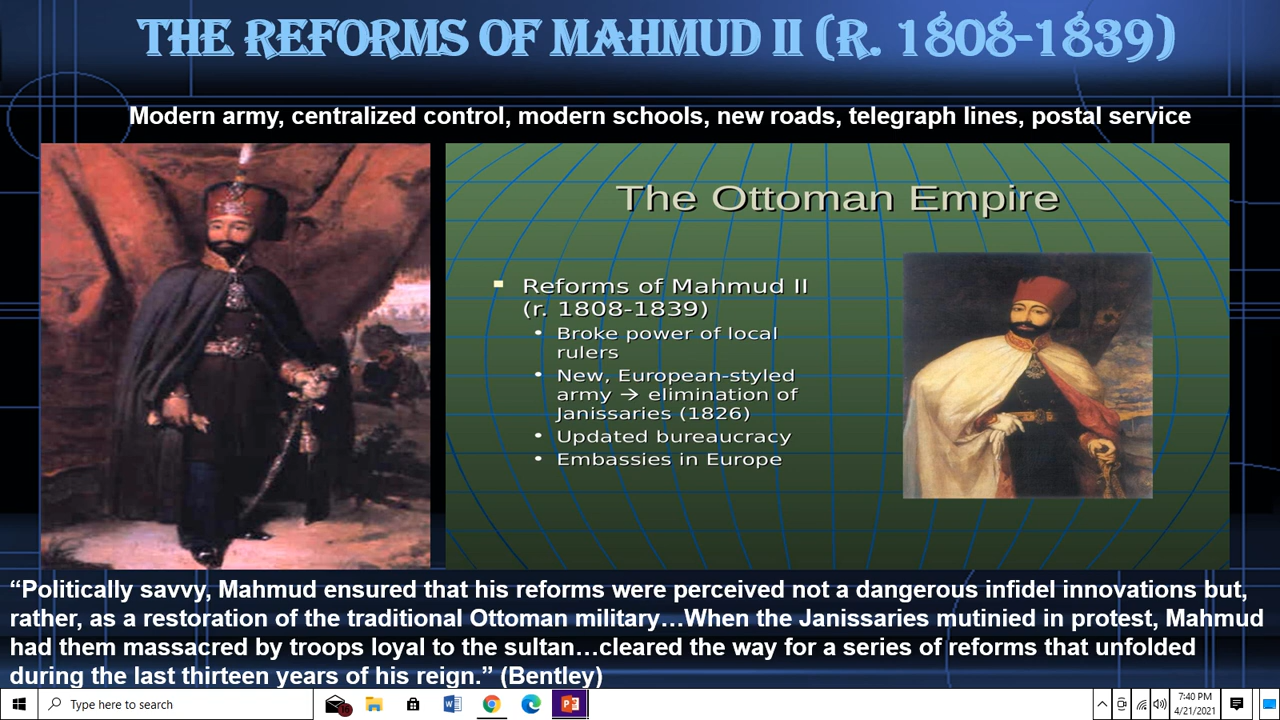 THE REFORMS OF MAHMUD II (R. 1808-1839)
Modern army, centralized control, modern schools, new roads, telegraph lines, postal service
The Ottoman Empire
Reforms of Mahmud II
(r. 1808-1839)
• Broke power of local
rulers
• New, European-styled
army → elimination of
Janissaries (1826)
• Updated bureaucracy
• Embassies in Europe
“Politically savvy, Mahmud ensured that his reforms were perceived not a dangerous infidel innovations but,
rather, as a restoration of the traditional Ottoman military…When the Janissaries mutinied in protest, Mahmud
had them massacred by troops loyal to the sultan…cleared the way for a series of reforms that unfolded
during the last thirteen years of his reign.” (Bentley)
Type here to search
7:40 PM
4/21/2021